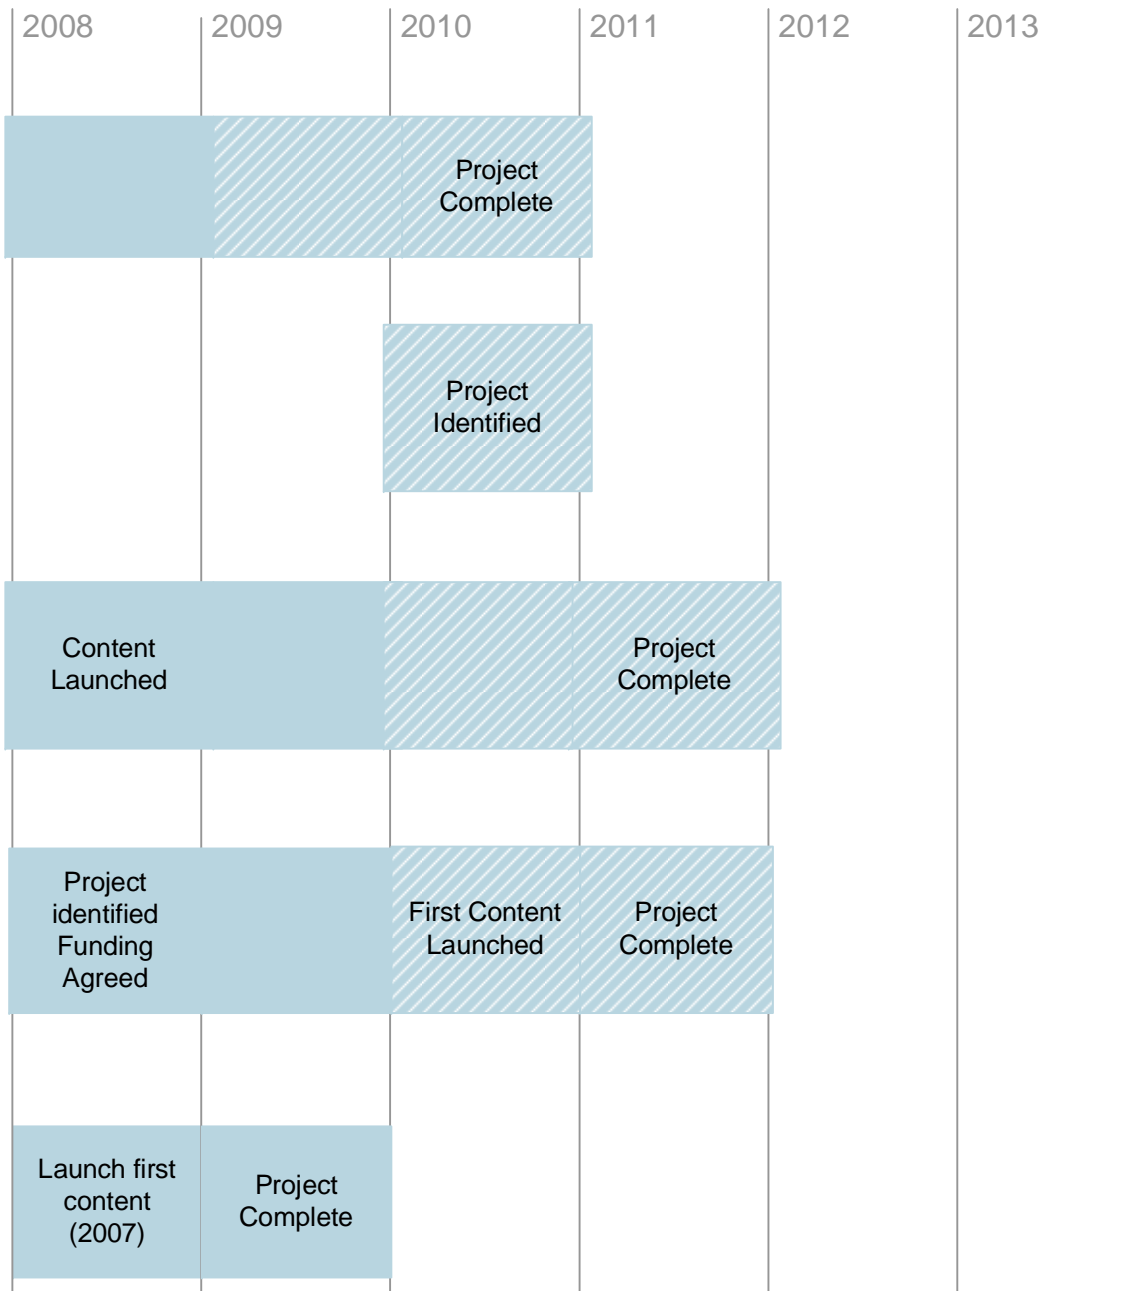 2008 2009 2010 2011 2012 2013
Project
Complete
Project
Identified
Content
Launched
Project
Complete
Project
identified
Funding
Agreed
First Content
Launched
Project
Complete
Launch first
content
(2007)
Project
Complete